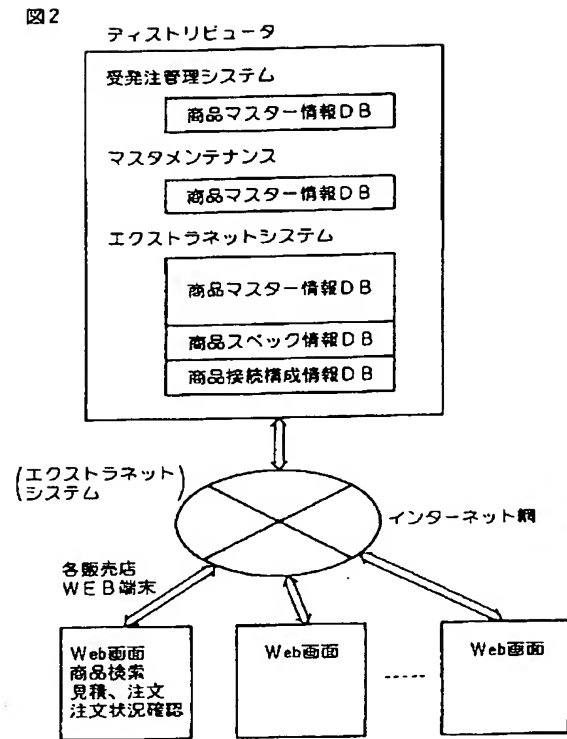 図2
ディストリビュータ
受発注管理システム
商品マスター情報DB
マスタメンテナンス
商品マスター情報DB
エクストラネットシステム
商品マスター情報DB
商品スペック情報DB
商品接続構成情報DB
(エクストラネット
システム)
インターネット網
各販売店
WEB端末
Web画面
商品検索
見積、注文
注文状況確認
Web画面
.....
Web画面